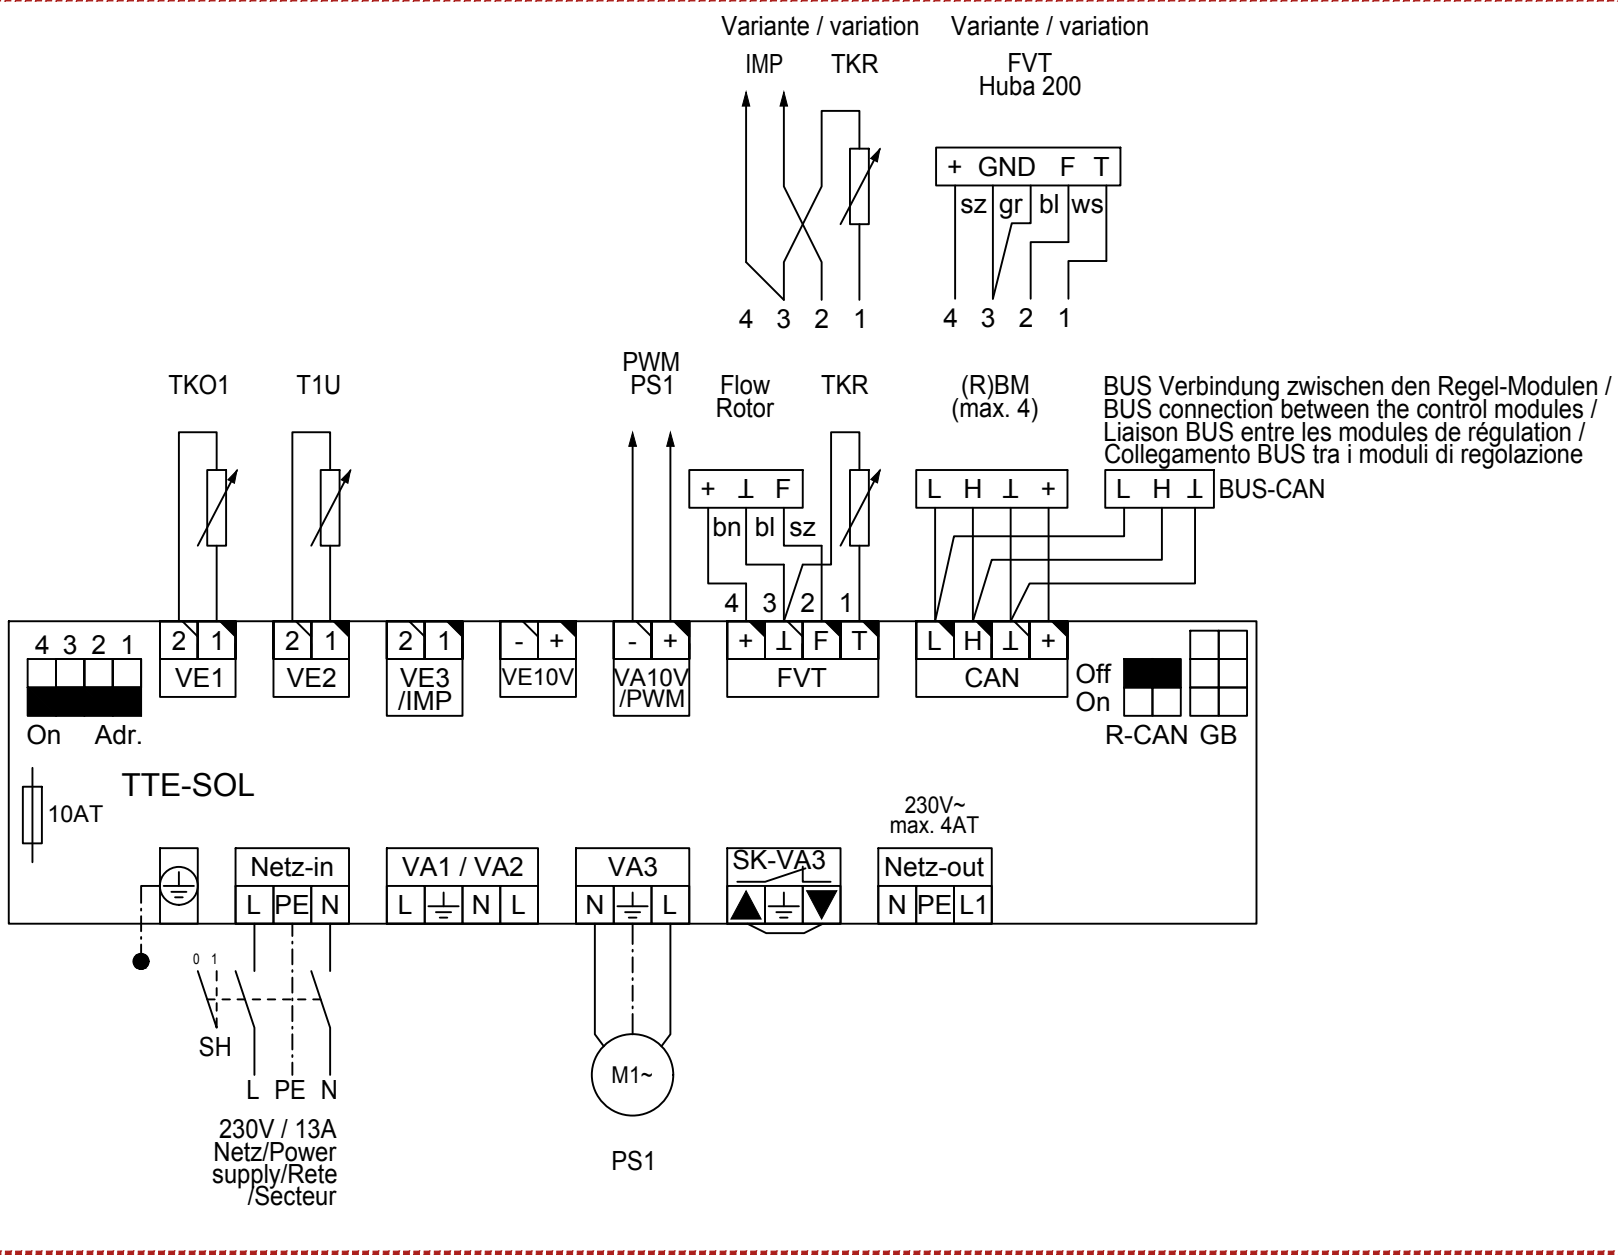 Variante / variation Variante / variation
IMP TKR FVT
Huba 200
+ GND F T
sz gr bl ws
4 3 2 1 4 3 2 1
TKO1 T1U PWM
PS1 Flow
Rotor TKR (R)BM
(max. 4)
BUS Verbindung zwischen den Regel-Modulen /
BUS connection between the control modules /
Liaison BUS entre les modules de régulation /
Collegamento BUS tra i moduli di regolazione
+ ⊥ F L H ⊥ + L H ⊥ BUS-CAN
bn bl sz
4 3 2 1
4 3 2 1 2 1 2 1 2 1 - + - + + ⊥ F T L H ⊥ +
VE1 VE2 VE3
/IMP VE10V VA10V
/PWM FVT CAN Off
On
On Adr. R-CAN GB
TTE-SOL
10AT 230V~
max. 4AT
Netz-in VA1 / VA2 VA3 SK-VA3 Netz-out
L PE N L N L N L N PE L1
0 1
SH
L PE N M1~
230V / 13A
Netz/Power
supply/Rete
/Secteur
PS1